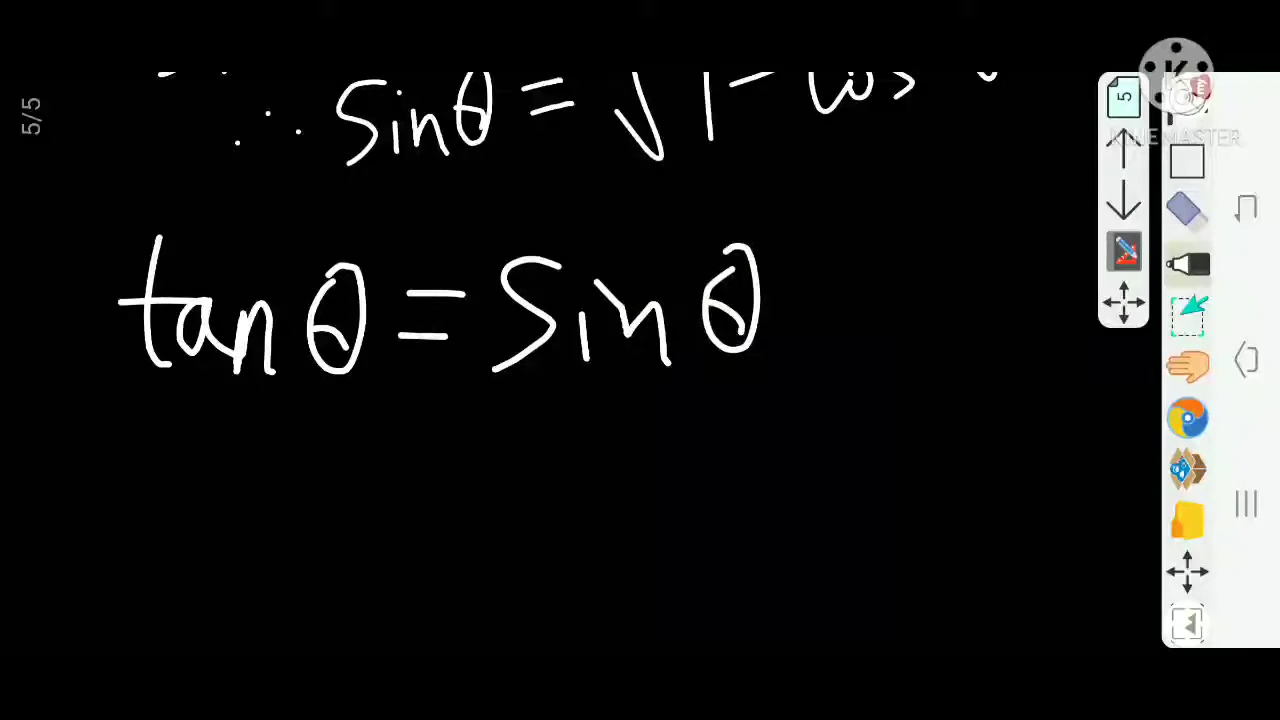 5/5
∴ sinθ = √1 - cos
tanθ = Sinθ
5
KINEMASTER